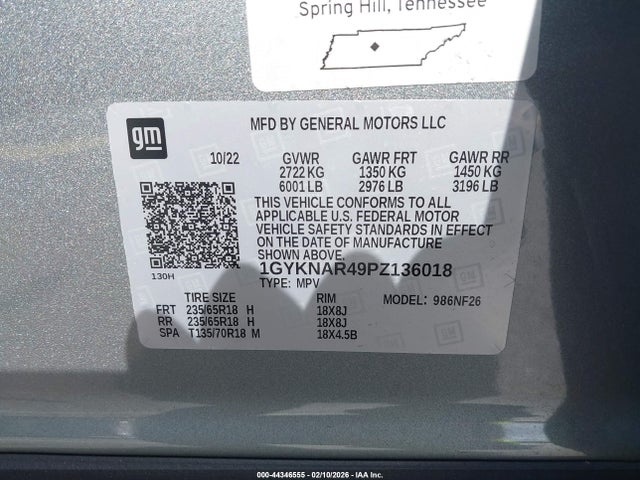 Spring Hill, Tennessee
gm
MFD BY GENERAL MOTORS LLC
10/22 GVWR GAWR FRT GAWR RR
2722 KG 1350 KG 1450 KG
6001 LB 2976 LB 3196 LB
THIS VEHICLE CONFORMS TO ALL
APPLICABLE U.S. FEDERAL MOTOR
VEHICLE SAFETY STANDARDS IN EFFECT
ON THE DATE OF MANUFACTURE
SHOWN ABOVE.
130H
1GYKNAR49PZ136018
TYPE: MPV
TIRE SIZE RIM MODEL: 986NF26
FRT 235/65R18 H 18X8J
RR 235/65R18 H 18X8J
SPA T135/70R18 M 18X4.5B
000-44346555 - 02/10/2026 - IAA Inc.